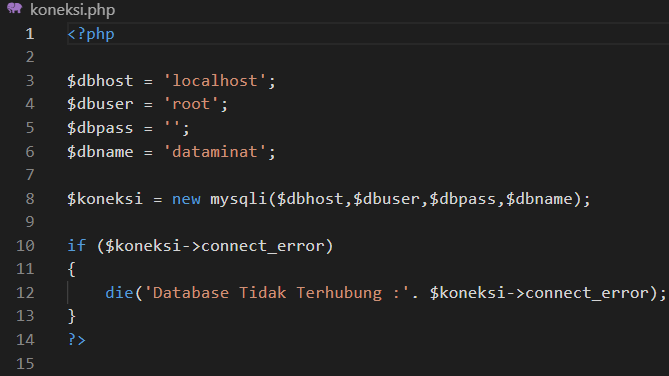 koneksi.php
1 <?php
2
3 $dbhost = 'localhost';
4 $dbuser = 'root';
5 $dbpass = '';
6 $dbname = 'dataminat';
7
8 $koneksi = new mysqli($dbhost,$dbuser,$dbpass,$dbname);
9
10 if ($koneksi->connect_error)
11 {
12     die('Database Tidak Terhubung :'. $koneksi->connect_error);
13 }
14 ?>
15